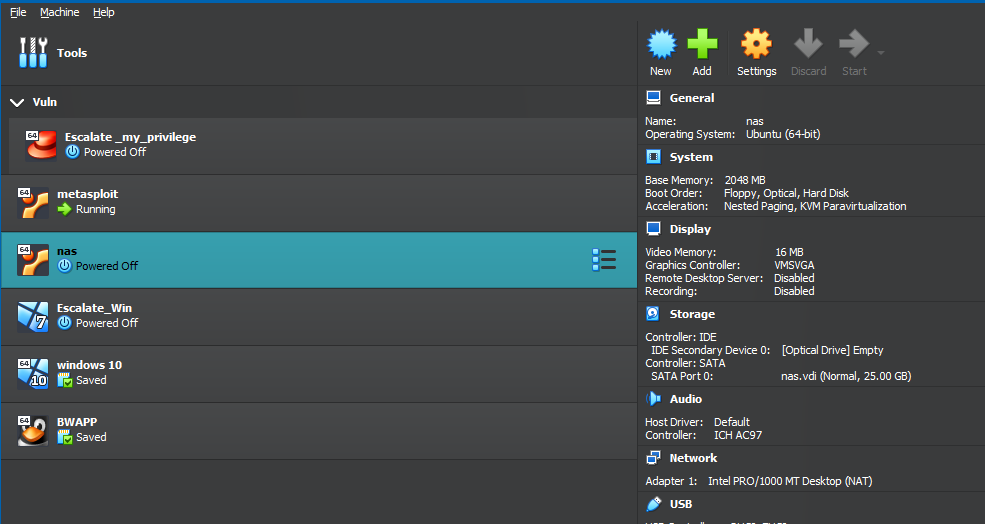 File Machine Help
Tools
New Add Settings Discard Start
Vuln
64
Escalate _my_privilege
Powered Off
64
metasploit
Running
64
nas
Powered Off
7
Escalate_Win
Powered Off
64
10
windows 10
Saved
64
BWAPP
Saved
General
Name: nas
Operating System: Ubuntu (64-bit)
System
Base Memory: 2048 MB
Boot Order: Floppy, Optical, Hard Disk
Acceleration: Nested Paging, KVM Paravirtualization
Display
Video Memory: 16 MB
Graphics Controller: VMSVGA
Remote Desktop Server: Disabled
Recording: Disabled
Storage
Controller: IDE
IDE Secondary Device 0: [Optical Drive] Empty
Controller: SATA
SATA Port 0: nas.vdi (Normal, 25.00 GB)
Audio
Host Driver: Default
Controller: ICH AC97
Network
Adapter 1: Intel PRO/1000 MT Desktop (NAT)
USB